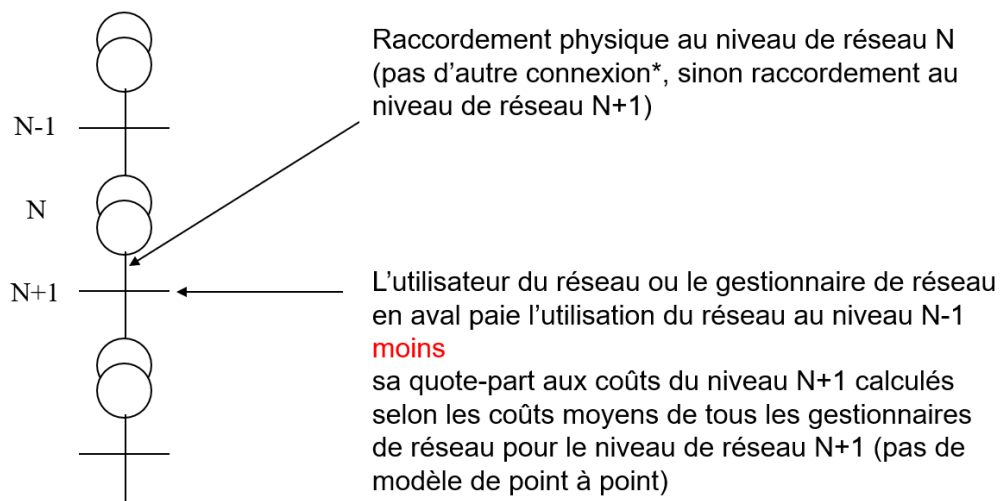 Raccordement physique au niveau de réseau N
(pas d'autre connexion*, sinon raccordement au
niveau de réseau N+1)
N-1
N
N+1
L'utilisateur du réseau ou le gestionnaire de réseau
en aval paie l'utilisation du réseau au niveau N-1
moins
sa quote-part aux coûts du niveau N+1 calculés
selon les coûts moyens de tous les gestionnaires
de réseau pour le niveau de réseau N+1 (pas de
modèle de point à point)